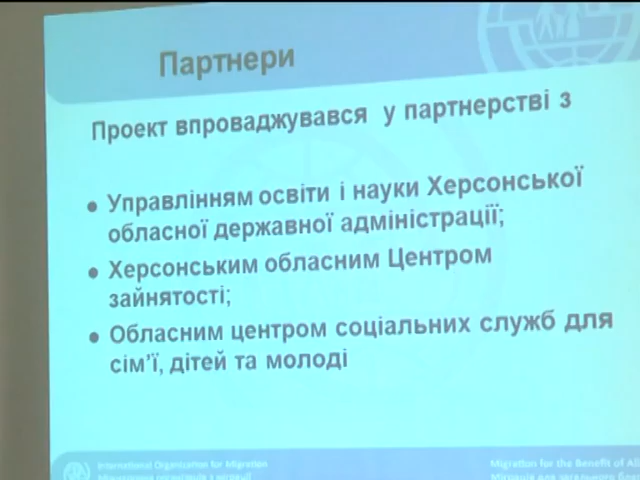 Партнери
Проект впроваджувався у партнерстві з
● Управлінням освіти і науки Херсонської
обласної державної адміністрації;
● Херсонським обласним Центром
зайнятості;
● Обласним центром соціальних служб для
сім'ї, дітей та молоді
International Organization for Migration
Migration for the Benefit of Al